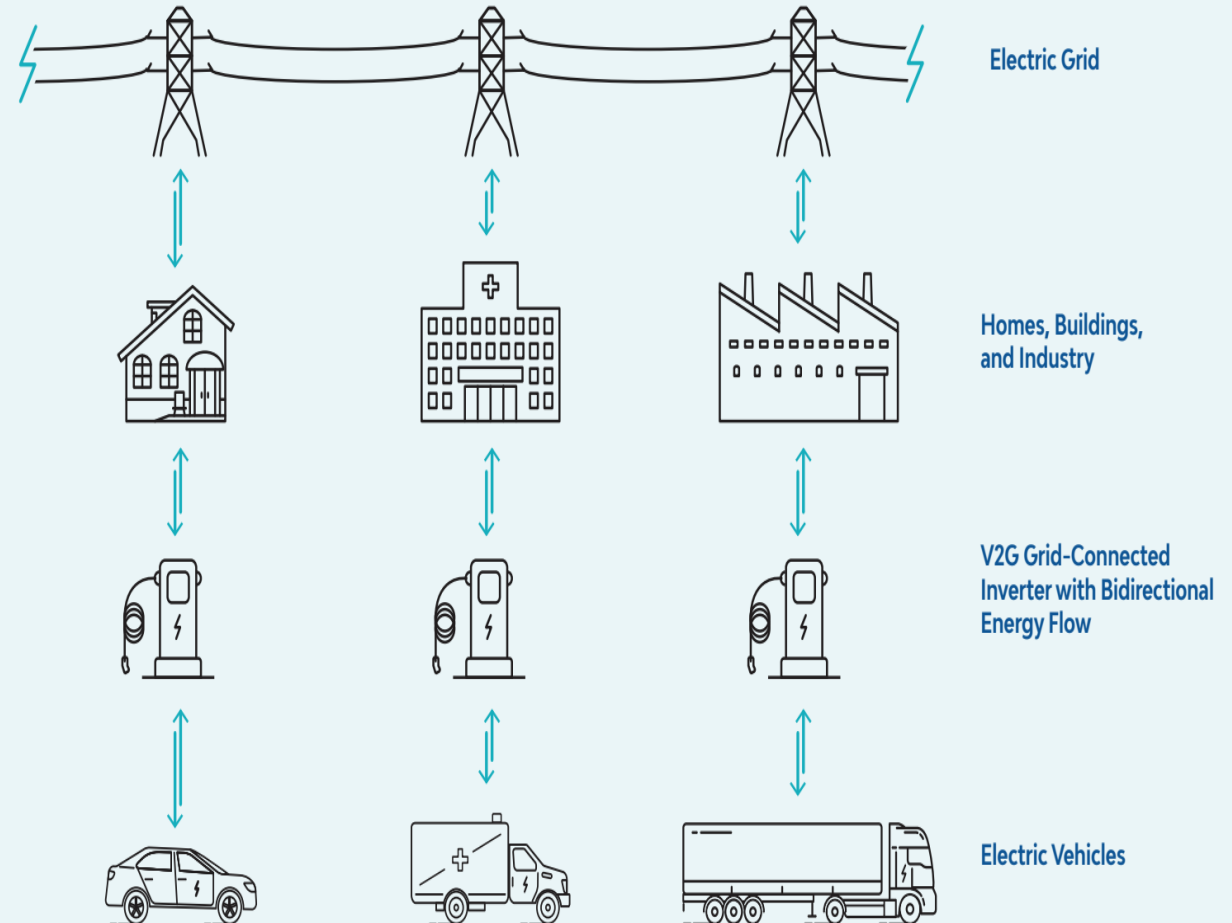 Electric Grid
Homes, Buildings,
and Industry
V2G Grid-Connected
Inverter with Bidirectional
Energy Flow
Electric Vehicles